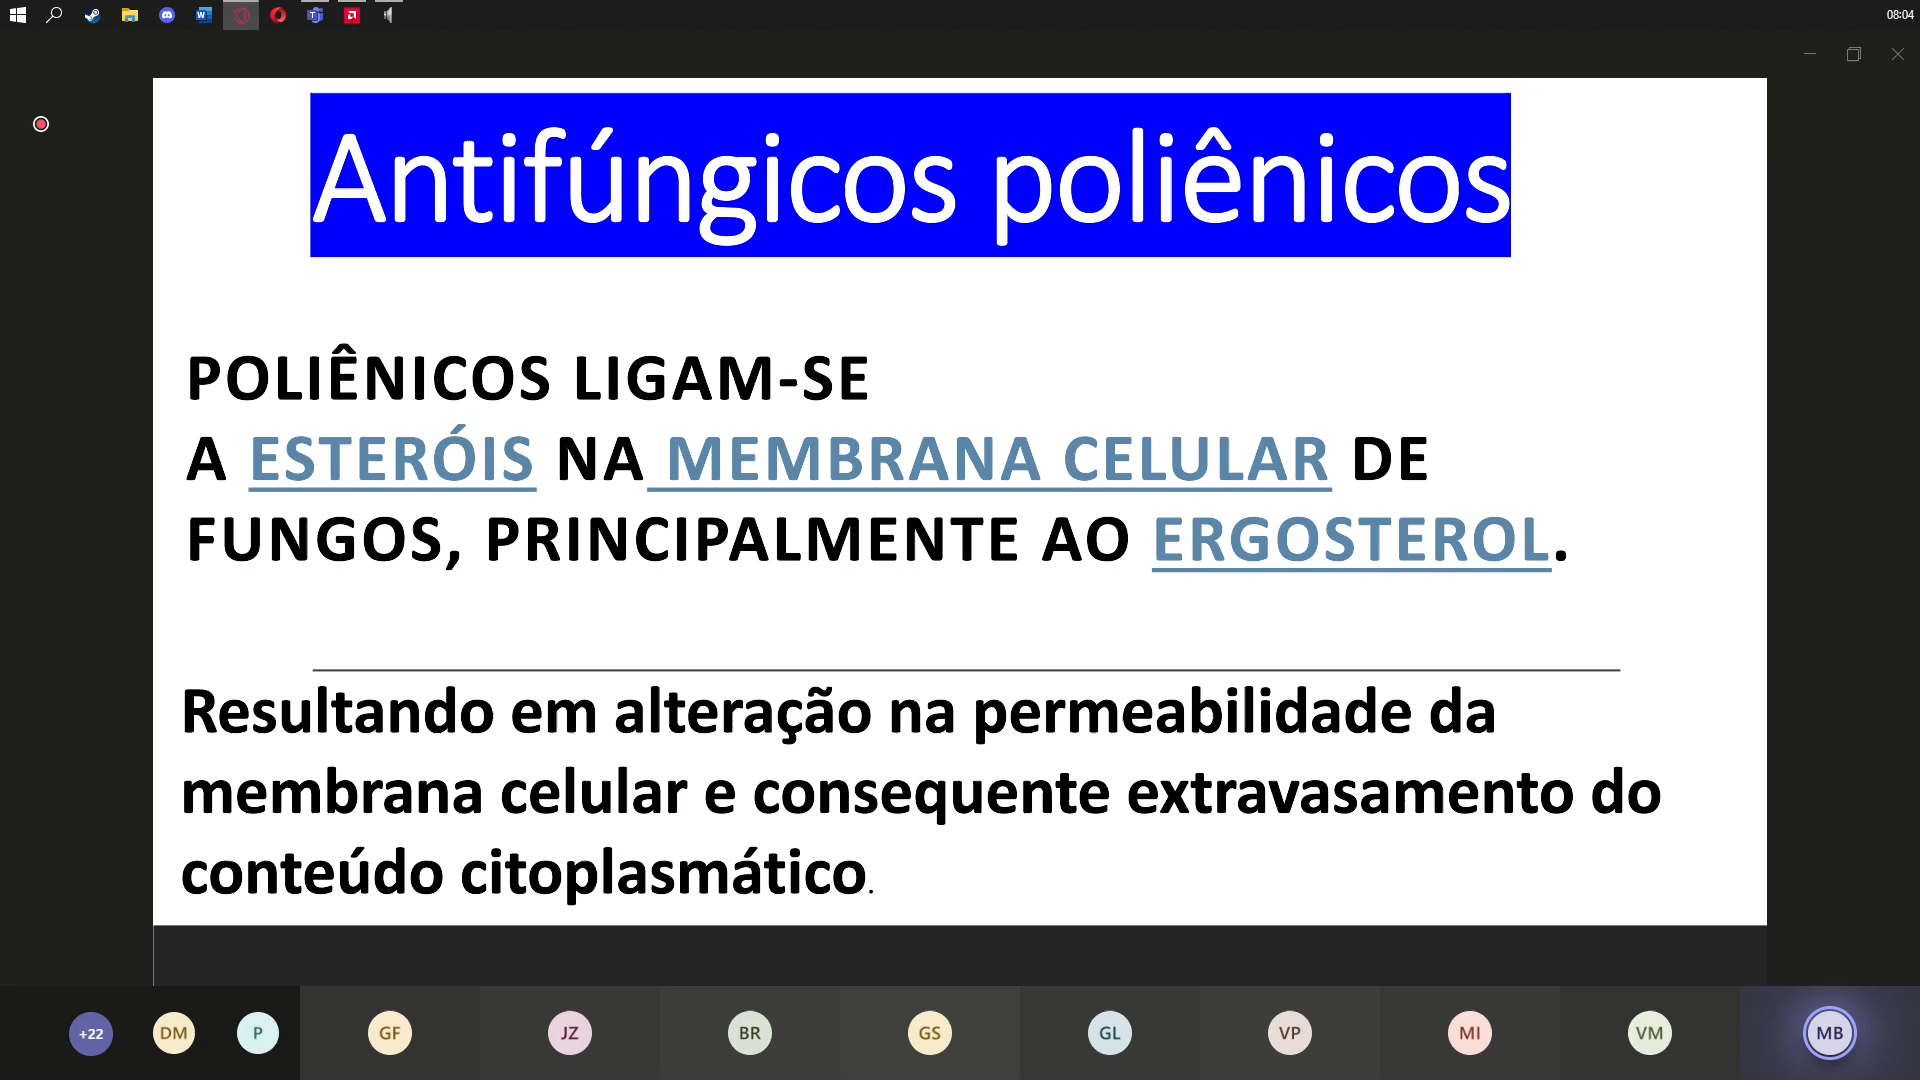 08:04
Antifúngicos poliênicos
POLIÊNICOS LIGAM-SE
A ESTERÓIS NA MEMBRANA CELULAR DE
FUNGOS, PRINCIPALMENTE AO ERGOSTEROL.
Resultando em alteração na permeabilidade da
membrana celular e consequente extravasamento do
conteúdo citoplasmático.
+22 DM P GF JZ BR GS GL VP MI VM MB